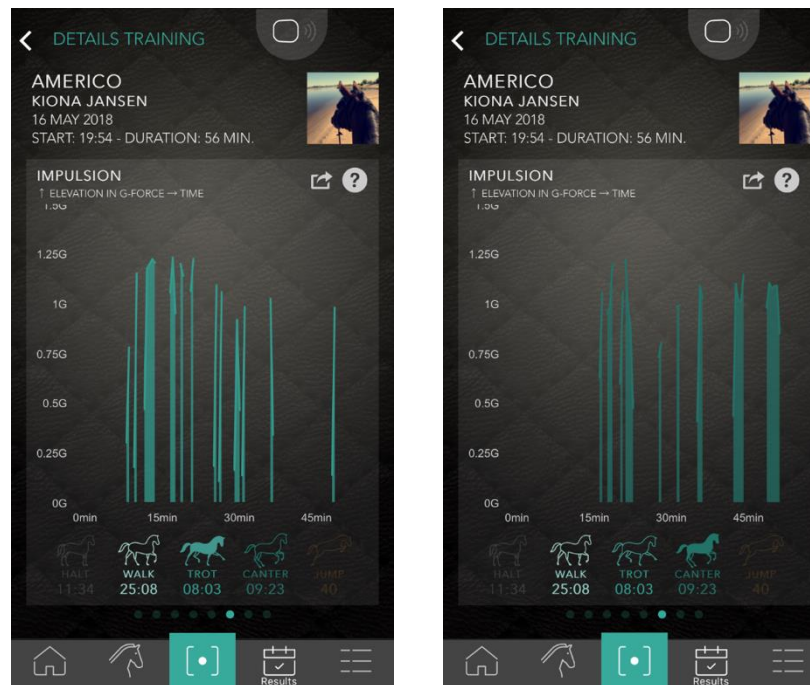 DETAILS TRAINING
AMERICO
KIONA JANSEN
16 MAY 2018
START: 19:54 - DURATION: 56 MIN.
IMPULSION
?
↑ ELEVATION IN G-FORCE → TIME
1.5G
1.25G
1G
0.75G
0.5G
0.25G
0G
0min 15min 30min 45min
HALT WALK TROT CANTER JUMP
11:34 25:08 08:03 09:23 40
Results
DETAILS TRAINING
AMERICO
KIONA JANSEN
16 MAY 2018
START: 19:54 - DURATION: 56 MIN.
IMPULSION
?
↑ ELEVATION IN G-FORCE → TIME
1.5G
1.25G
1G
0.75G
0.5G
0.25G
0G
0min 15min 30min 45min
HALT WALK TROT CANTER JUMP
11:34 25:08 08:03 09:23 40
Results